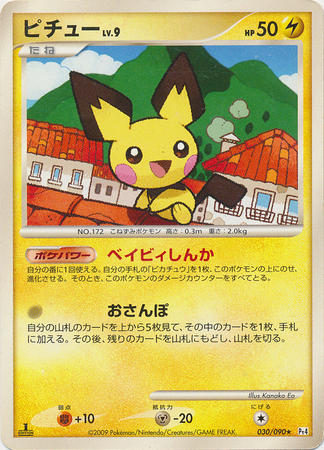 ピチュー LV.9 HP 50
たね
NO.172 こねずみポケモン 高さ:0.3m 重さ:2.0kg
ポケパワー ベイビィしんか
自分の番に1回使える。自分の手札の「ピカチュウ」を1枚、このポケモンの上にのせ、
進化させる。そのとき、このポケモンのダメージカウンターをすべてとる。
おさんぽ
自分の山札のカードを上から5枚見て、その中のカードを1枚、手札
に加える。その後、残りのカードを山札にもどし、山札を切る。
Illus. Kanako Eo
弱点 +10 抵抗力 -20 にげる
1 EDITION ©2009 Pokémon/Nintendo/Creatures/GAME FREAK. 030/090★ Pt4